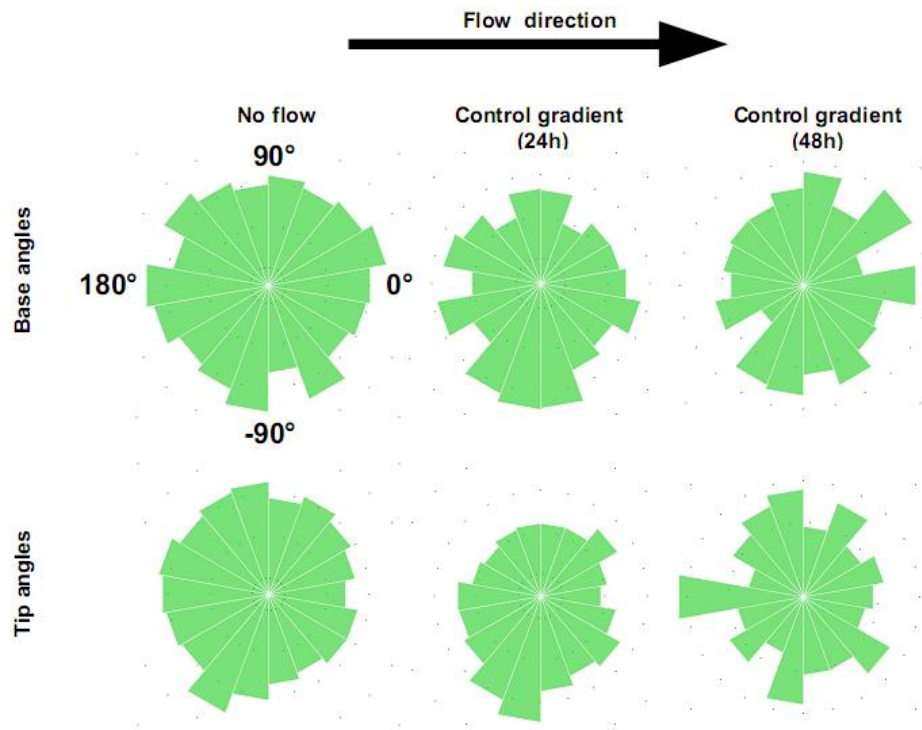 Flow direction
No flow
Control gradient
(24h)
Control gradient
(48h)
90°
180°
0°
-90°
Base angles
Tip angles